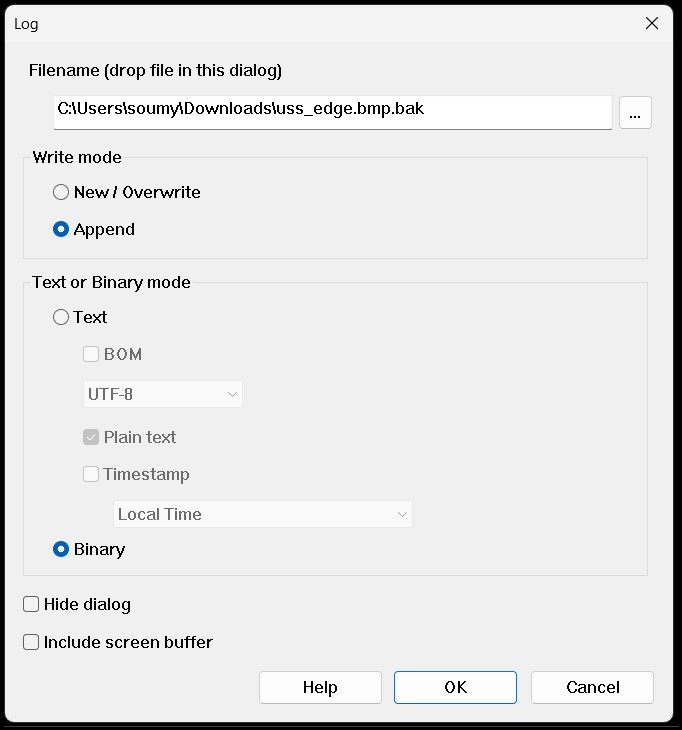 Log
Filename (drop file in this dialog)
C:\Users\soumy\Downloads\uss_edge.bmp.bak
...
Write mode
New / Overwrite
Append
Text or Binary mode
Text
BOM
UTF-8
Plain text
Timestamp
Local Time
Binary
Hide dialog
Include screen buffer
Help OK Cancel